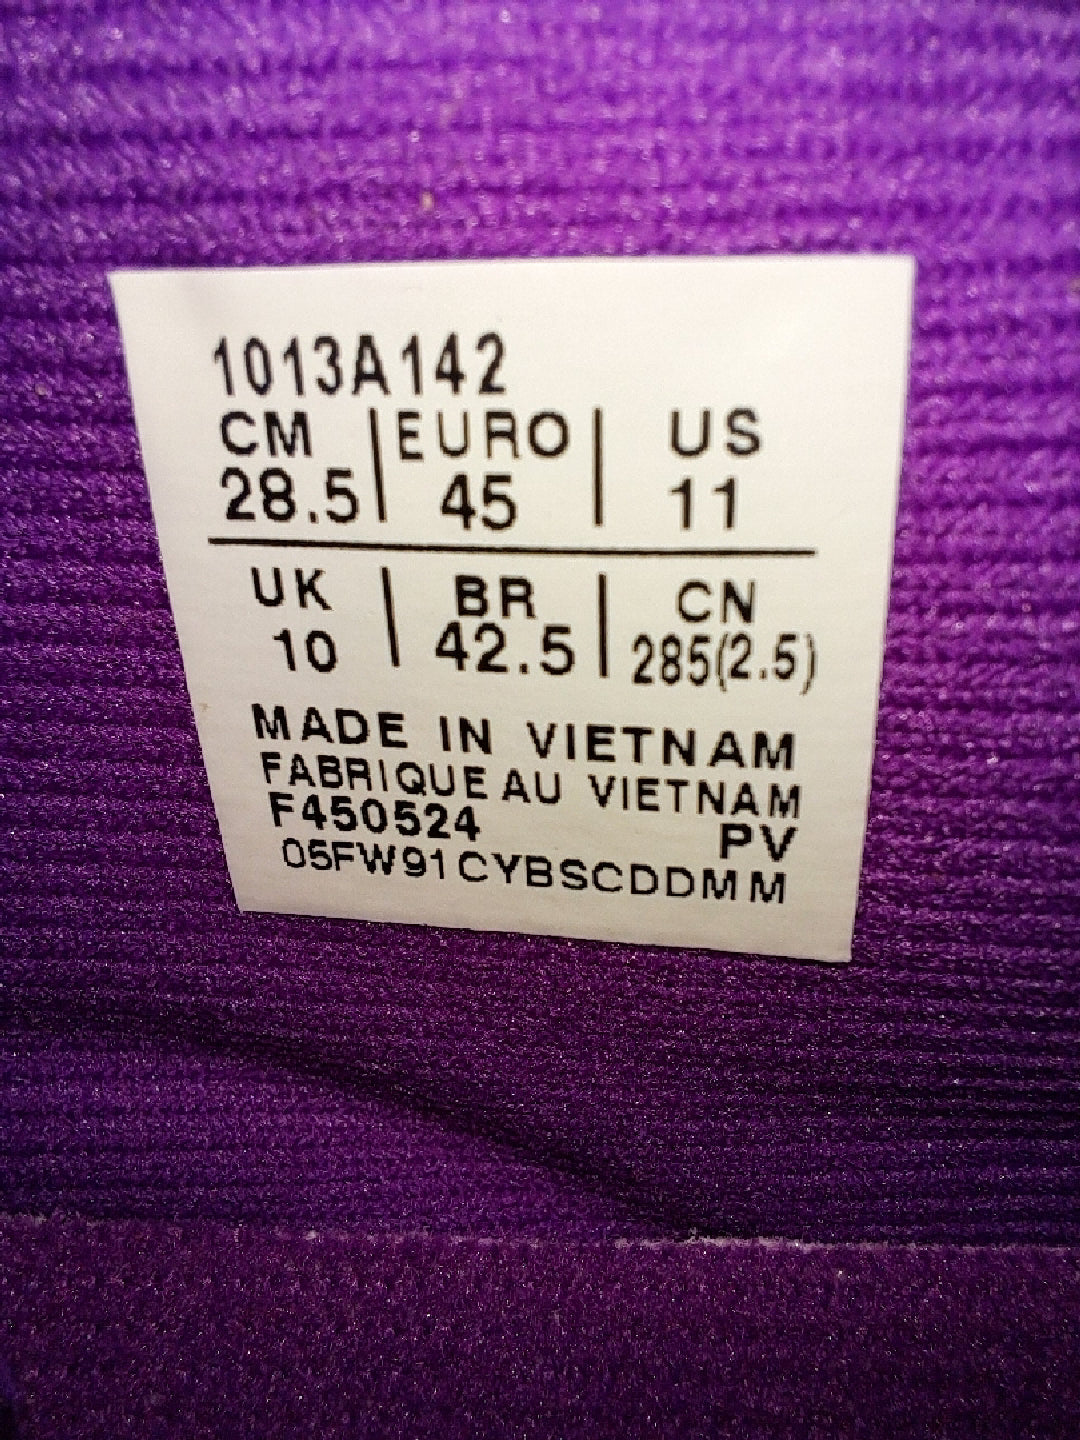 1013A142
CM | EURO | US
28.5 | 45 | 11
UK | BR | CN
10 | 42.5 | 285(2.5)
MADE IN VIETNAM
FABRIQUE AU VIETNAM
F450524 PV
05FW91CYBSCDDMM